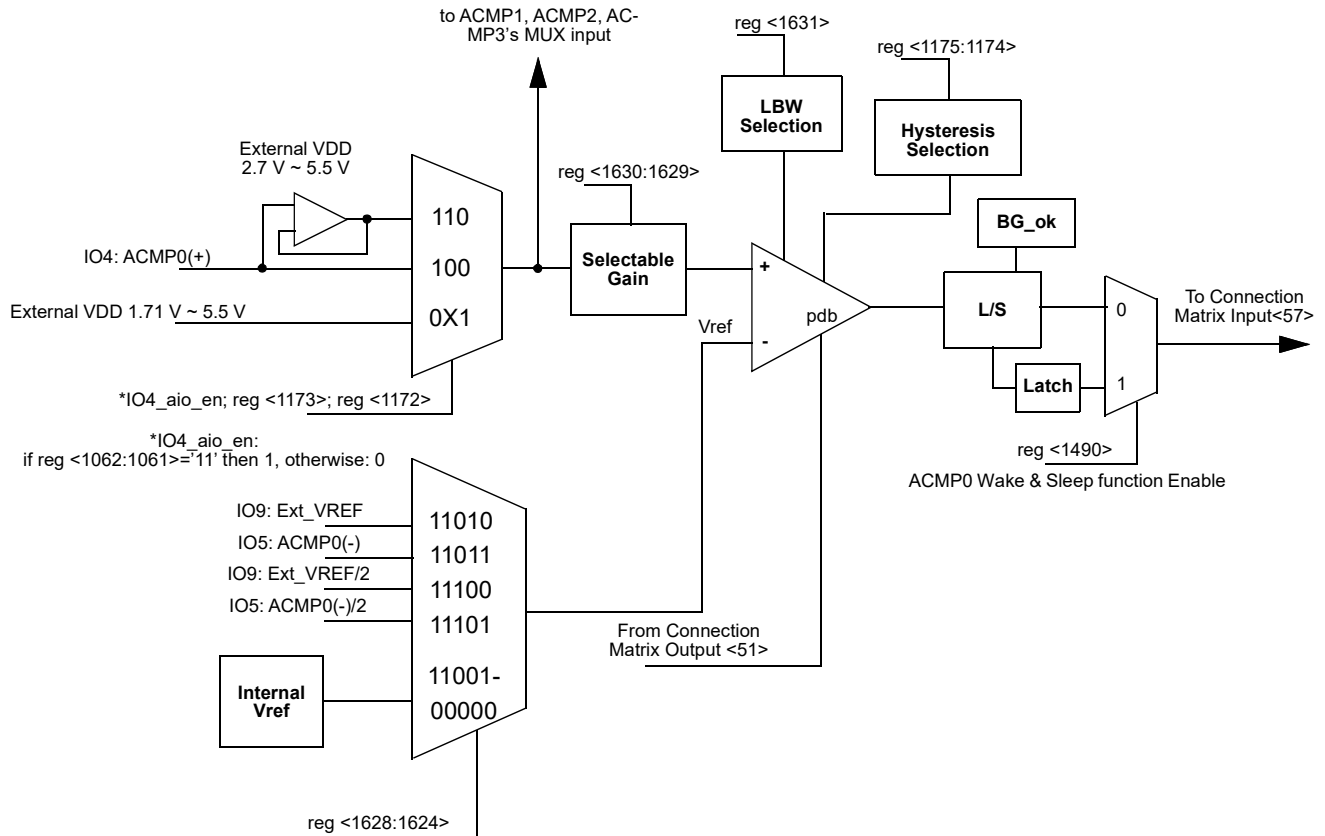 to ACMP1, ACMP2, AC-
MP3's MUX input
reg <1631>
reg <1175:1174>
LBW
Selection
Hysteresis
Selection
External VDD
2.7 V ~ 5.5 V
reg <1630:1629>
110
BG_ok
IO4: ACMP0(+)
100
Selectable
Gain
+
To Connection
Matrix Input<57>
External VDD 1.71 V ~ 5.5 V
0X1
L/S
0
pdb
Vref
-
Latch
1
*IO4_aio_en; reg <1173>; reg <1172>
*IO4_aio_en:
if reg <1062:1061>='11' then 1, otherwise: 0
reg <1490>
ACMP0 Wake & Sleep function Enable
IO9: Ext_VREF
11010
IO5: ACMP0(-)
11011
IO9: Ext_VREF/2
11100
IO5: ACMP0(-)/2
11101
From Connection
Matrix Output <51>
11001-
00000
Internal
Vref
reg <1628:1624>